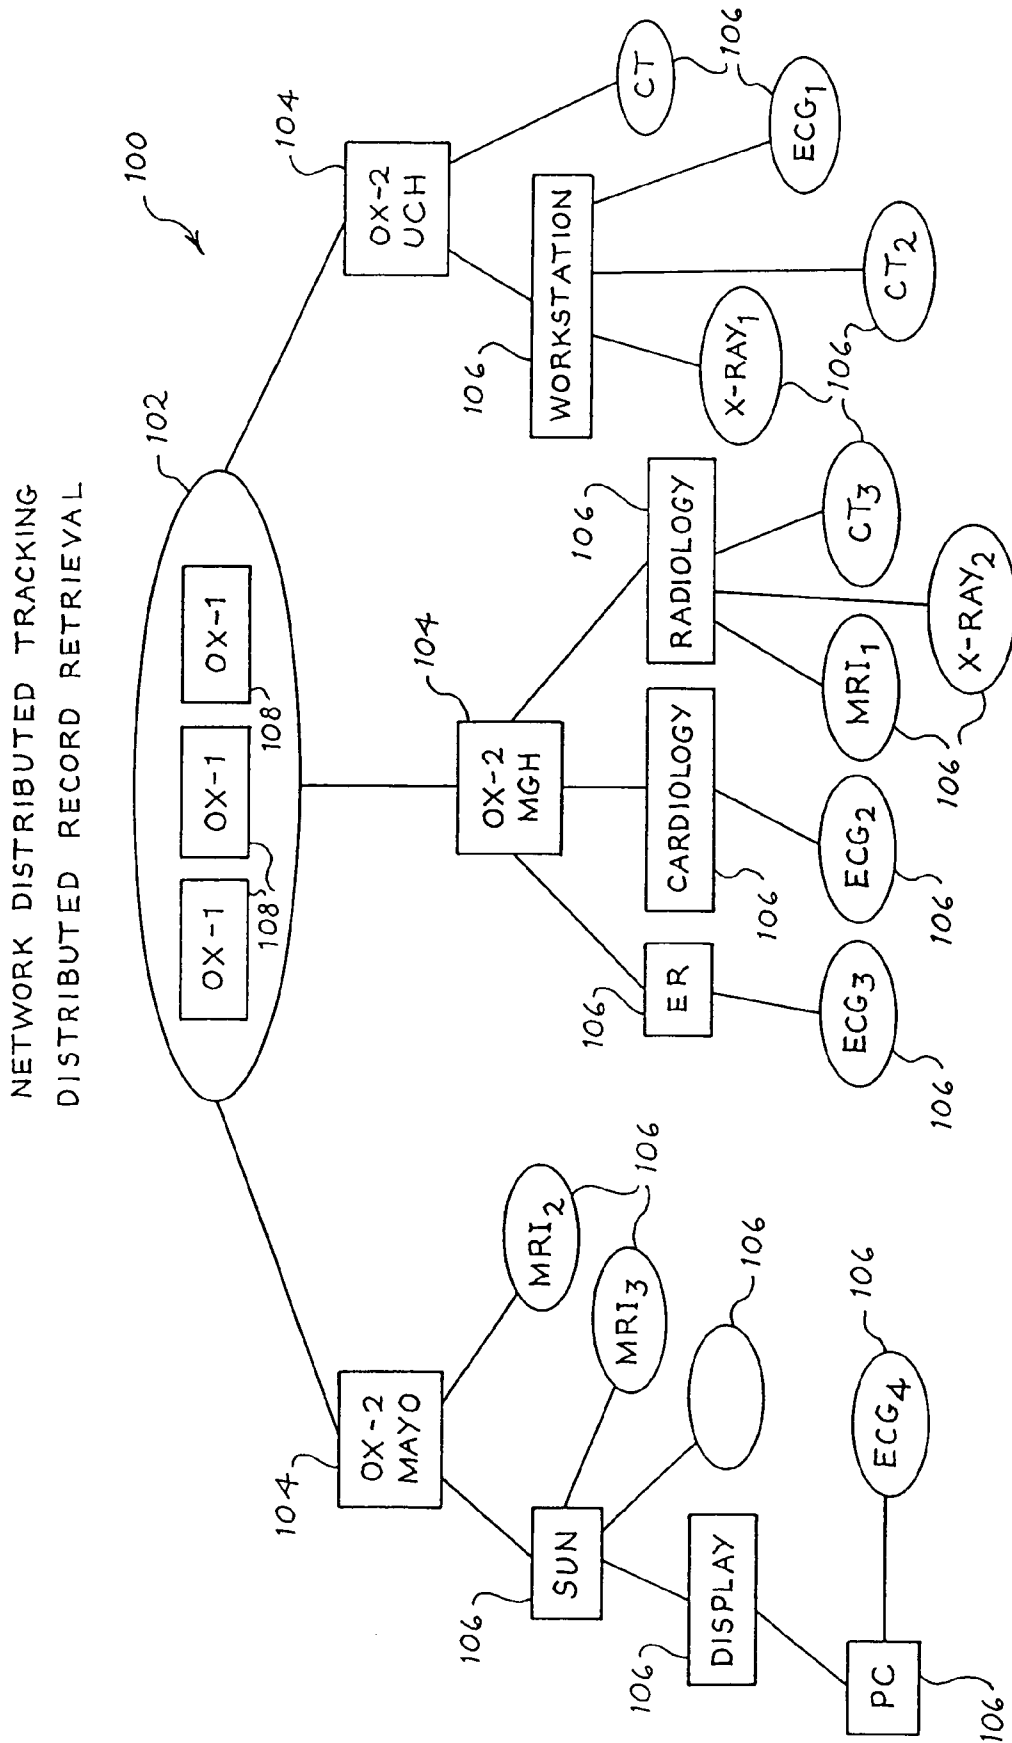 NETWORK DISTRIBUTED TRACKING
DISTRIBUTED RECORD RETRIEVAL
100
102
OX-1
OX-1
OX-1
108
108
104
OX-2
MAYO
104
OX-2
MGH
104
OX-2
UCH
106
SUN
MRI2
106
MRI3
106
DISPLAY
106
PC
106
ECG4
106
106
ER
106
CARDIOLOGY
106
RADIOLOGY
ECG3
106
ECG2
106
MRI1
106
X-RAY2
CT3
106
106
WORKSTATION
X-RAY1
CT2
106
ECG1
CT
106